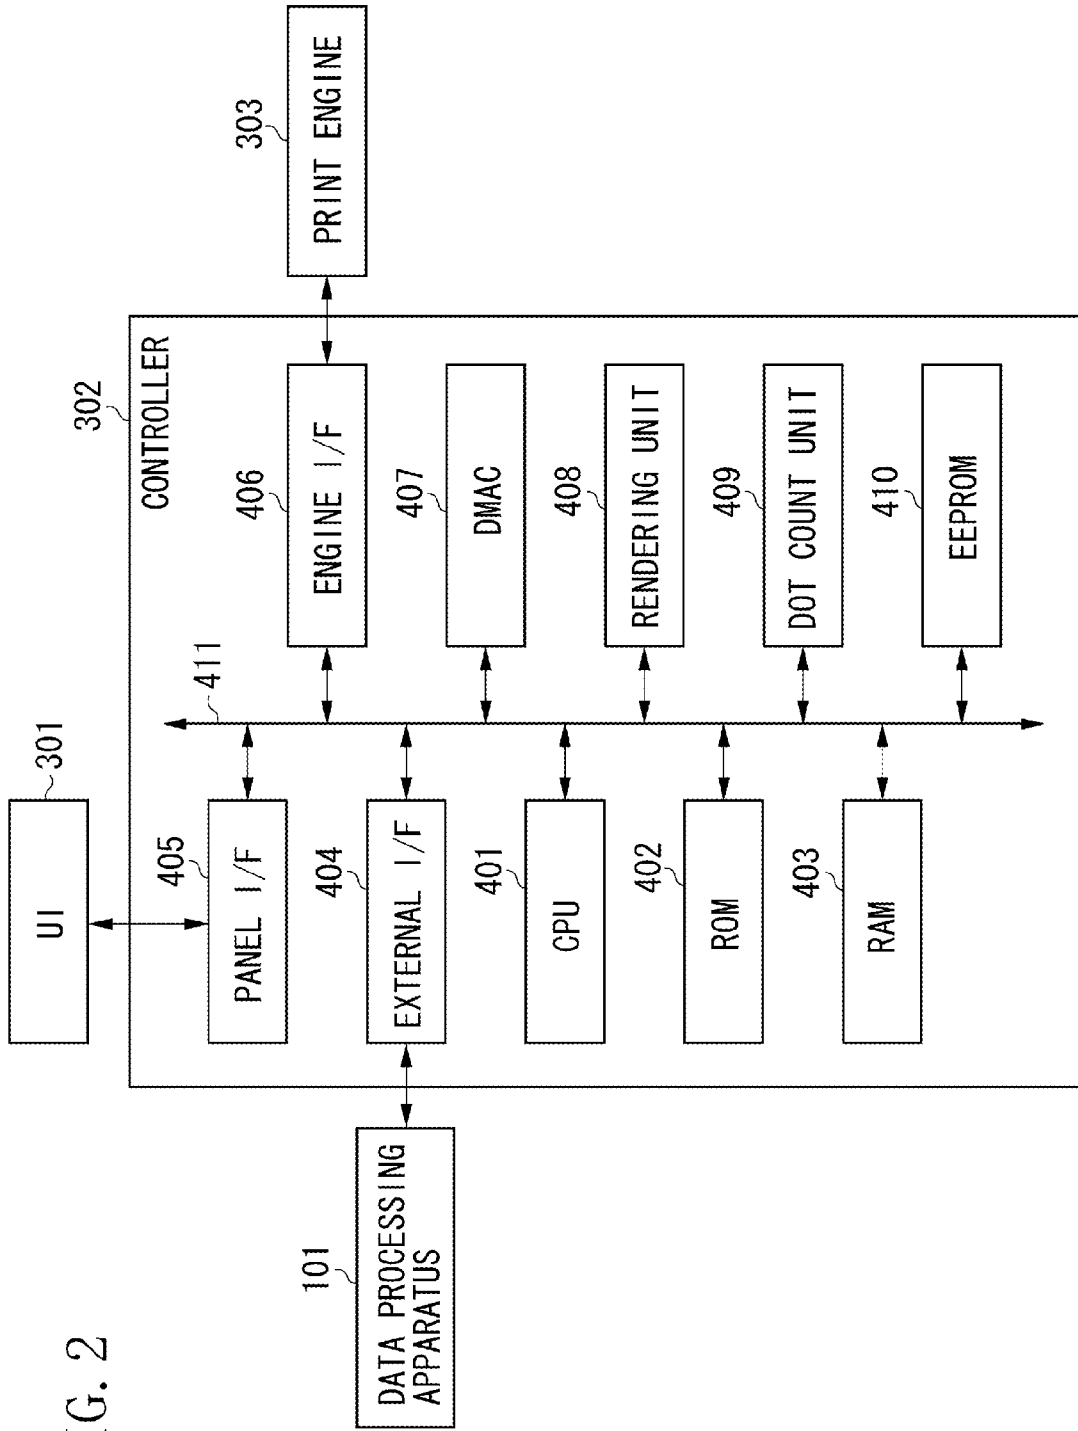 G. 2
UI
301
302
CONTROLLER
405
PANEL I/F
411
406
ENGINE I/F
303
PRINT ENGINE
101
DATA PROCESSING
APPARATUS
404
EXTERNAL I/F
407
DMAC
401
CPU
408
RENDERING UNIT
402
ROM
409
DOT COUNT UNIT
403
RAM
410
EEPROM